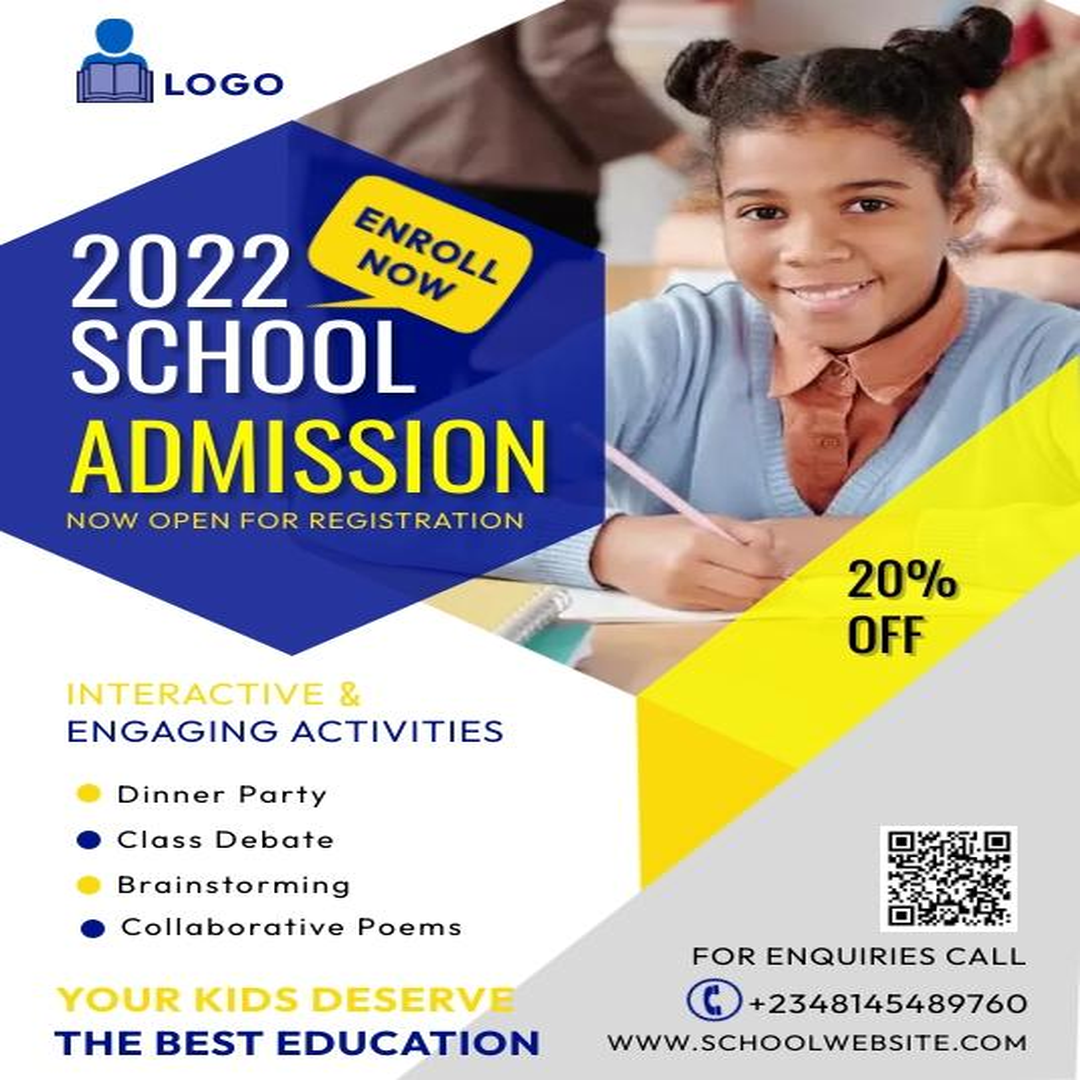 LOGO
ENROLL
NOW
2022
SCHOOL
ADMISSION
NOW OPEN FOR REGISTRATION
20%
OFF
INTERACTIVE &
ENGAGING ACTIVITIES
Dinner Party
Class Debate
Brainstorming
Collaborative Poems
YOUR KIDS DESERVE
THE BEST EDUCATION
FOR ENQUIRIES CALL
+2348145489760
WWW.SCHOOLWEBSITE.COM